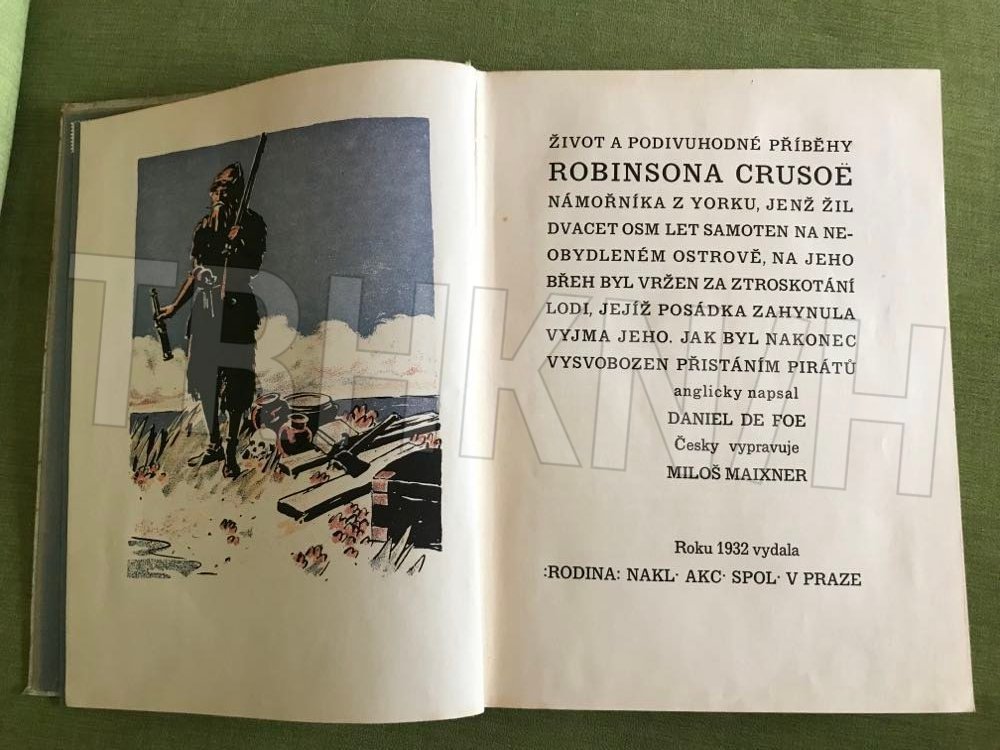 ŽIVOT A PODIVUHODNÉ PŘÍBĚHY
ROBINSONA CRUSOË
NÁMOŘNÍKA Z YORKU, JENŽ ŽIL
DVACET OSM LET SAMOTEN NA NE-
OBYDLENÉM OSTROVĚ, NA JEHO
BŘEH BYL VRŽEN ZA ZTROSKOTÁNÍ
LODI, JEJÍŽ POSÁDKA ZAHYNULA
VYJMA JEHO. JAK BYL NAKONEC
VYSVOBOZEN PŘISTÁNÍM PIRÁTŮ
anglicky napsal
DANIEL DE FOE
Česky vypravuje
MILOŠ MAIXNER
Roku 1932 vydala
:RODINA: NAKL· AKC· SPOL· V PRAZE
TRHKNIH